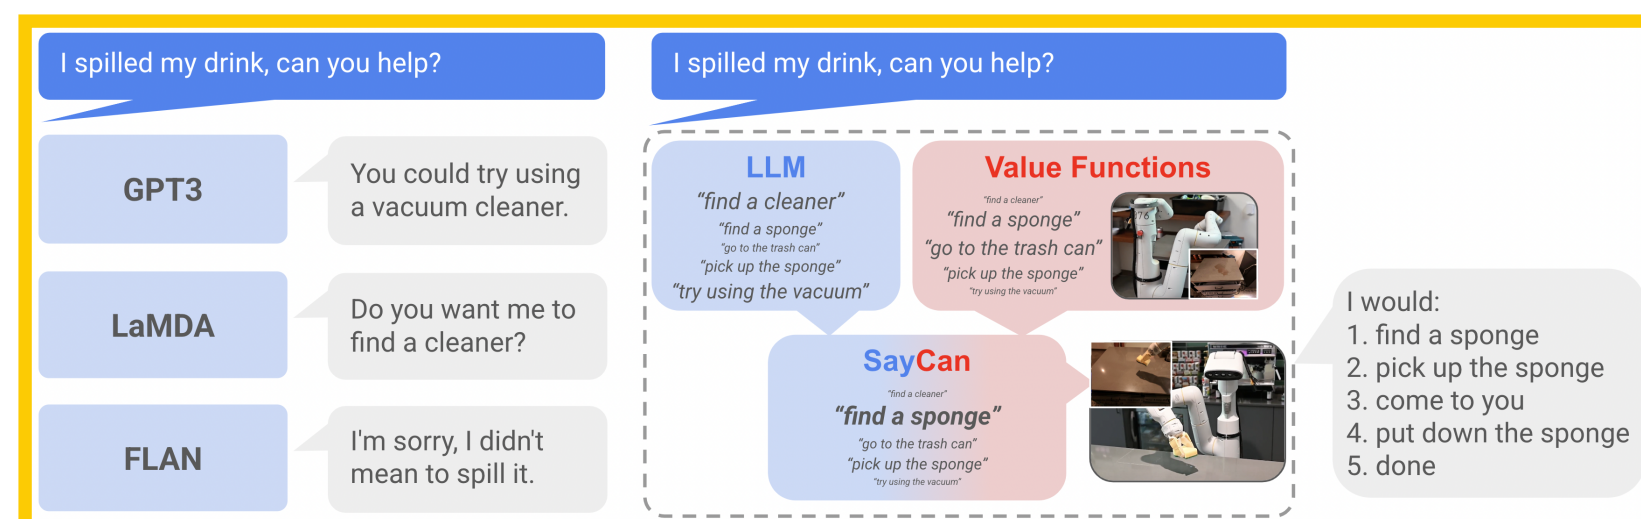 I spilled my drink, can you help?
GPT3
You could try using
a vacuum cleaner.
LaMDA
Do you want me to
find a cleaner?
FLAN
I'm sorry, I didn't
mean to spill it.
I spilled my drink, can you help?
LLM
“find a cleaner”
“find a sponge”
“go to the trash can”
“pick up the sponge”
“try using the vacuum”
Value Functions
“find a cleaner”
“find a sponge”
“go to the trash can”
“pick up the sponge”
“try using the vacuum”
SayCan
“find a cleaner”
“find a sponge”
“go to the trash can”
“pick up the sponge”
“try using the vacuum”
I would:
1. find a sponge
2. pick up the sponge
3. come to you
4. put down the sponge
5. done